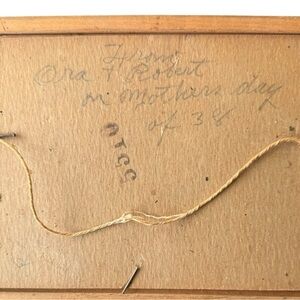 From
Ora + Robert
on Mothers day
of 38